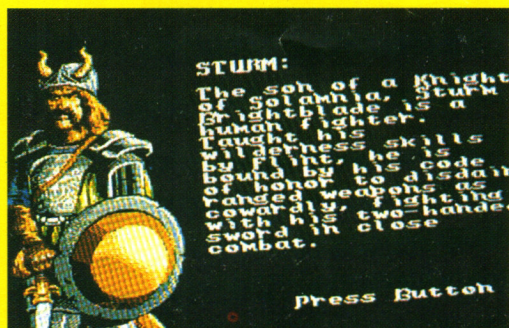 STURM:
The son of a Knight
of Solamnia, Sturm
Brightblade is a
human fighter.
Taught his
wilderness skills
by Flint, he is
bound by his code
of honor to disdain
ranged weapons as
cowardly, fighting
with his two-handed
sword in close
combat.
Press Button